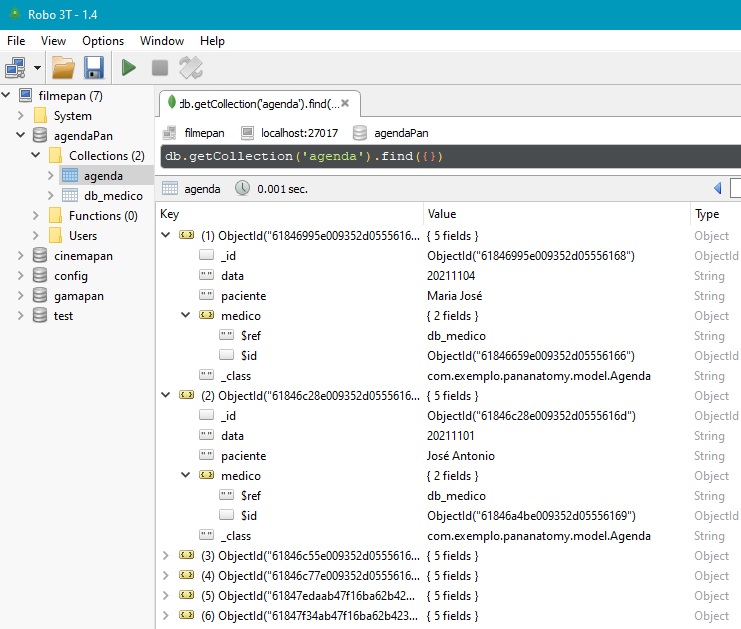 Robo 3T - 1.4
File View Options Window Help
filmepan (7)
System
agendaPan
Collections (2)
agenda
db_medico
Functions (0)
Users
cinemapan
config
gamapan
test
db.getCollection('agenda').find(...
filmepan localhost:27017 agendaPan
db.getCollection('agenda').find({})
agenda 0.001 sec.
Key Value Type
(1) ObjectId("61846995e009352d0555616... { 5 fields } Object
_id ObjectId("61846995e009352d05556168") ObjectId
data 20211104 String
paciente Maria José String
medico { 2 fields } Object
$ref db_medico String
$id ObjectId("61846659e009352d05556166") ObjectId
_class com.exemplo.pananatomy.model.Agenda String
(2) ObjectId("61846c28e009352d0555616... { 5 fields } Object
_id ObjectId("61846c28e009352d0555616d") ObjectId
data 20211101 String
paciente José Antonio String
medico { 2 fields } Object
$ref db_medico String
$id ObjectId("61846a4be009352d05556169") ObjectId
_class com.exemplo.pananatomy.model.Agenda String
(3) ObjectId("61846c55e009352d0555616... { 5 fields } Object
(4) ObjectId("61846c77e009352d0555616... { 5 fields } Object
(5) ObjectId("61847edaab47f16ba62b42... { 5 fields } Object
(6) ObjectId("61847f34ab47f16ba62b423... { 5 fields } Object